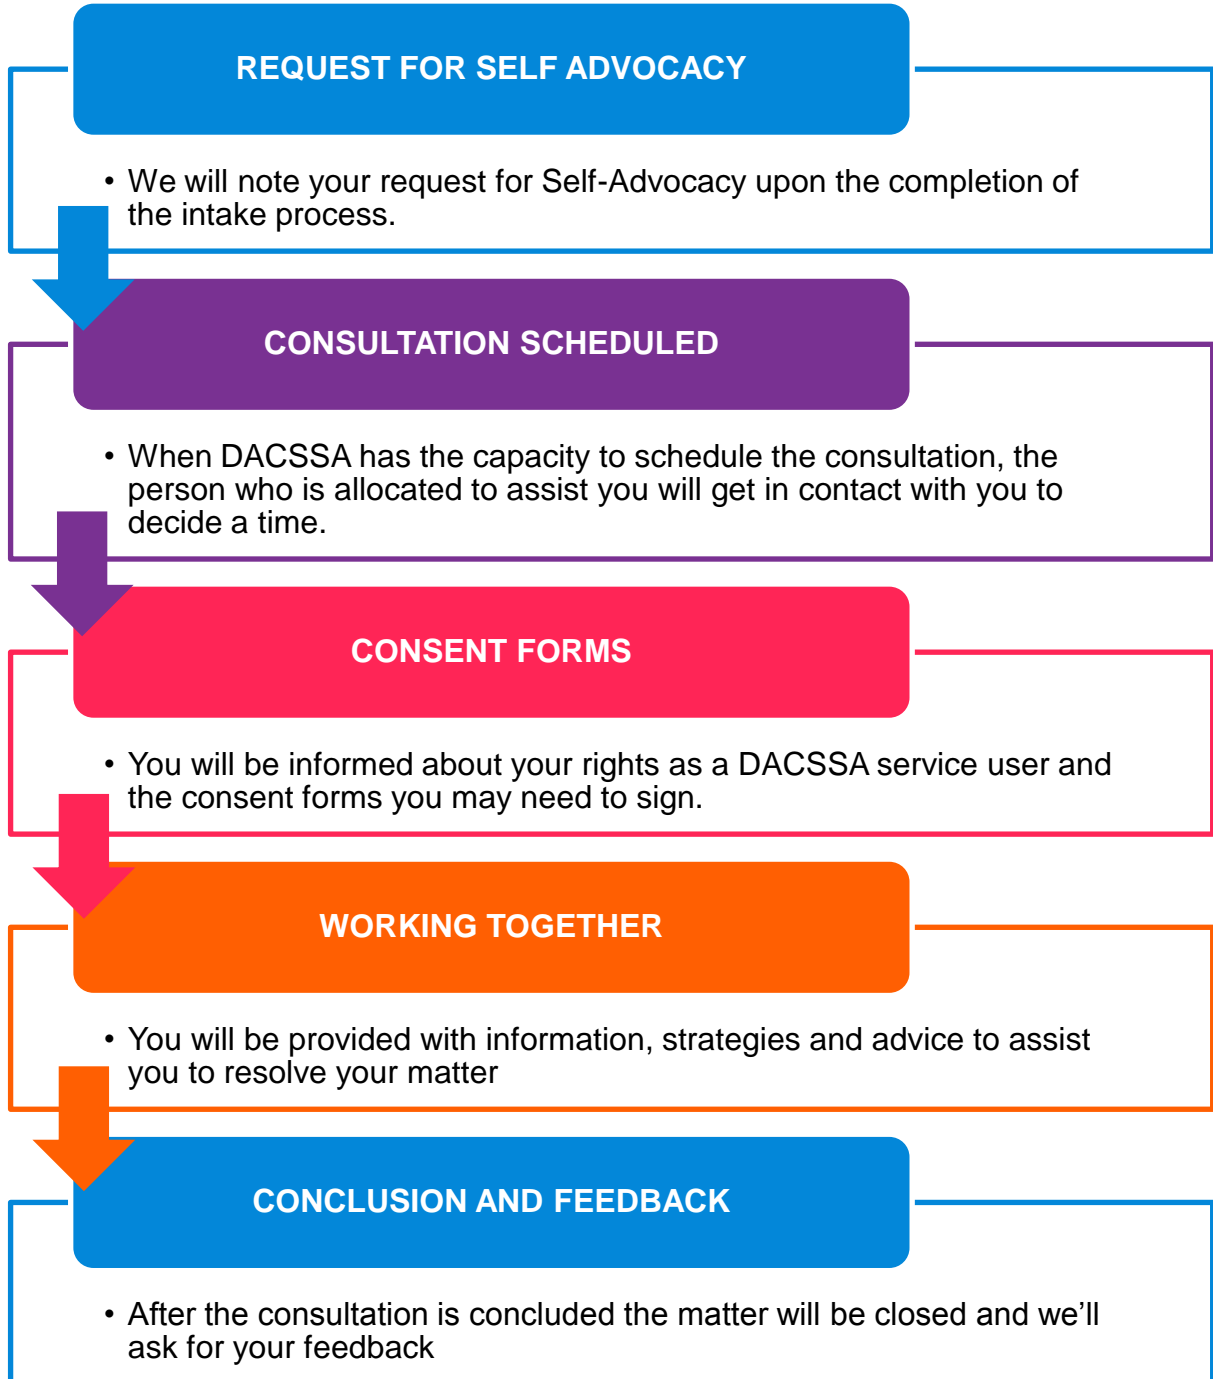 REQUEST FOR SELF ADVOCACY
• We will note your request for Self-Advocacy upon the completion of
the intake process.
CONSULTATION SCHEDULED
• When DACSSA has the capacity to schedule the consultation, the
person who is allocated to assist you will get in contact with you to
decide a time.
CONSENT FORMS
• You will be informed about your rights as a DACSSA service user and
the consent forms you may need to sign.
WORKING TOGETHER
• You will be provided with information, strategies and advice to assist
you to resolve your matter
CONCLUSION AND FEEDBACK
• After the consultation is concluded the matter will be closed and we’ll
ask for your feedback